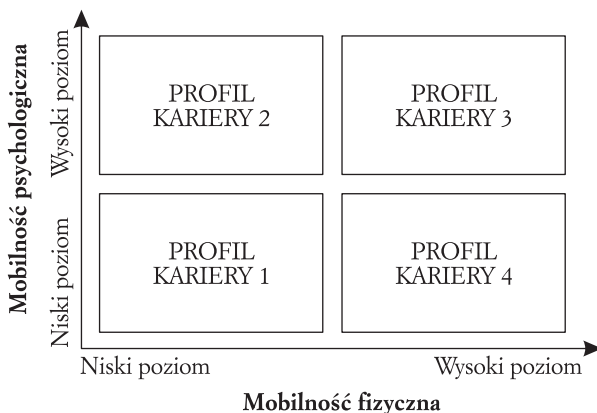 Mobilność psychologiczna
Wysoki poziom
Niski poziom
PROFIL
KARIERY 2
PROFIL
KARIERY 3
PROFIL
KARIERY 1
PROFIL
KARIERY 4
Niski poziom
Wysoki poziom
Mobilność fizyczna